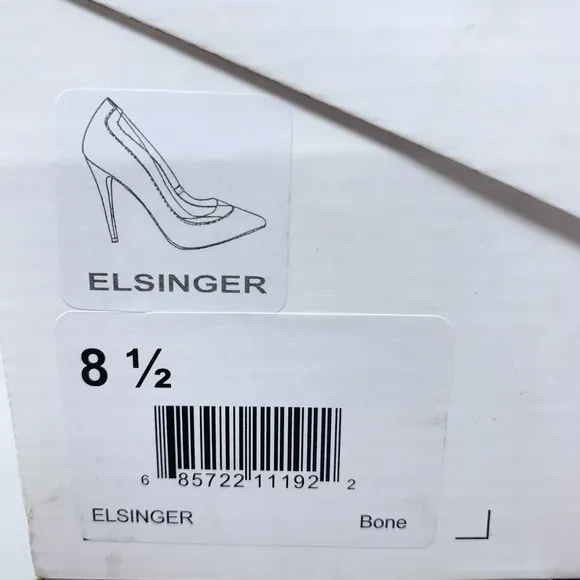 ELSINGER
8 ½
6 85722 11192 2
ELSINGER Bone